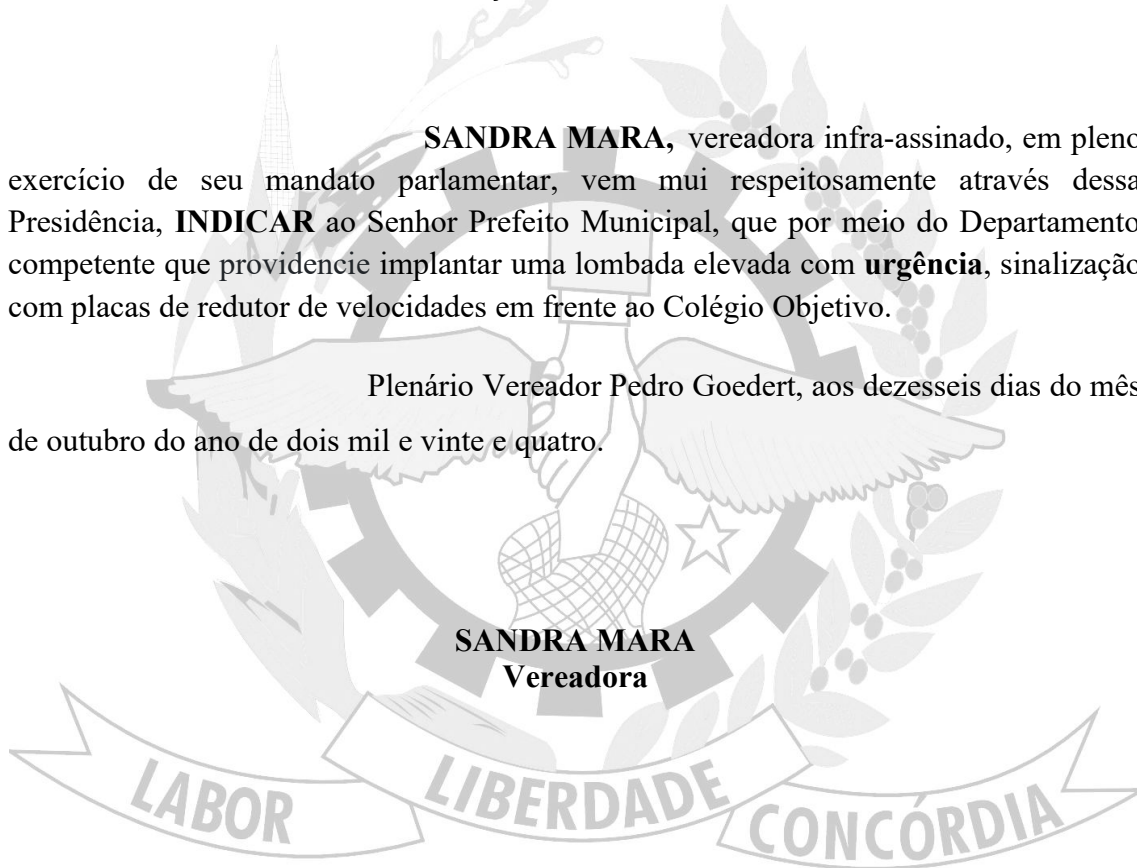 SANDRA MARA, vereadora infra-assinado, em pleno
exercício de seu mandato parlamentar, vem mui respeitosamente através dessa
Presidência, INDICAR ao Senhor Prefeito Municipal, que por meio do Departamento
competente que providencie implantar uma lombada elevada com urgência, sinalização
com placas de redutor de velocidades em frente ao Colégio Objetivo.
Plenário Vereador Pedro Goedert, aos dezesseis dias do mês
de outubro do ano de dois mil e vinte e quatro.
SANDRA MARA
Vereadora
LABOR
LIBERDADE
CONCÓRDIA